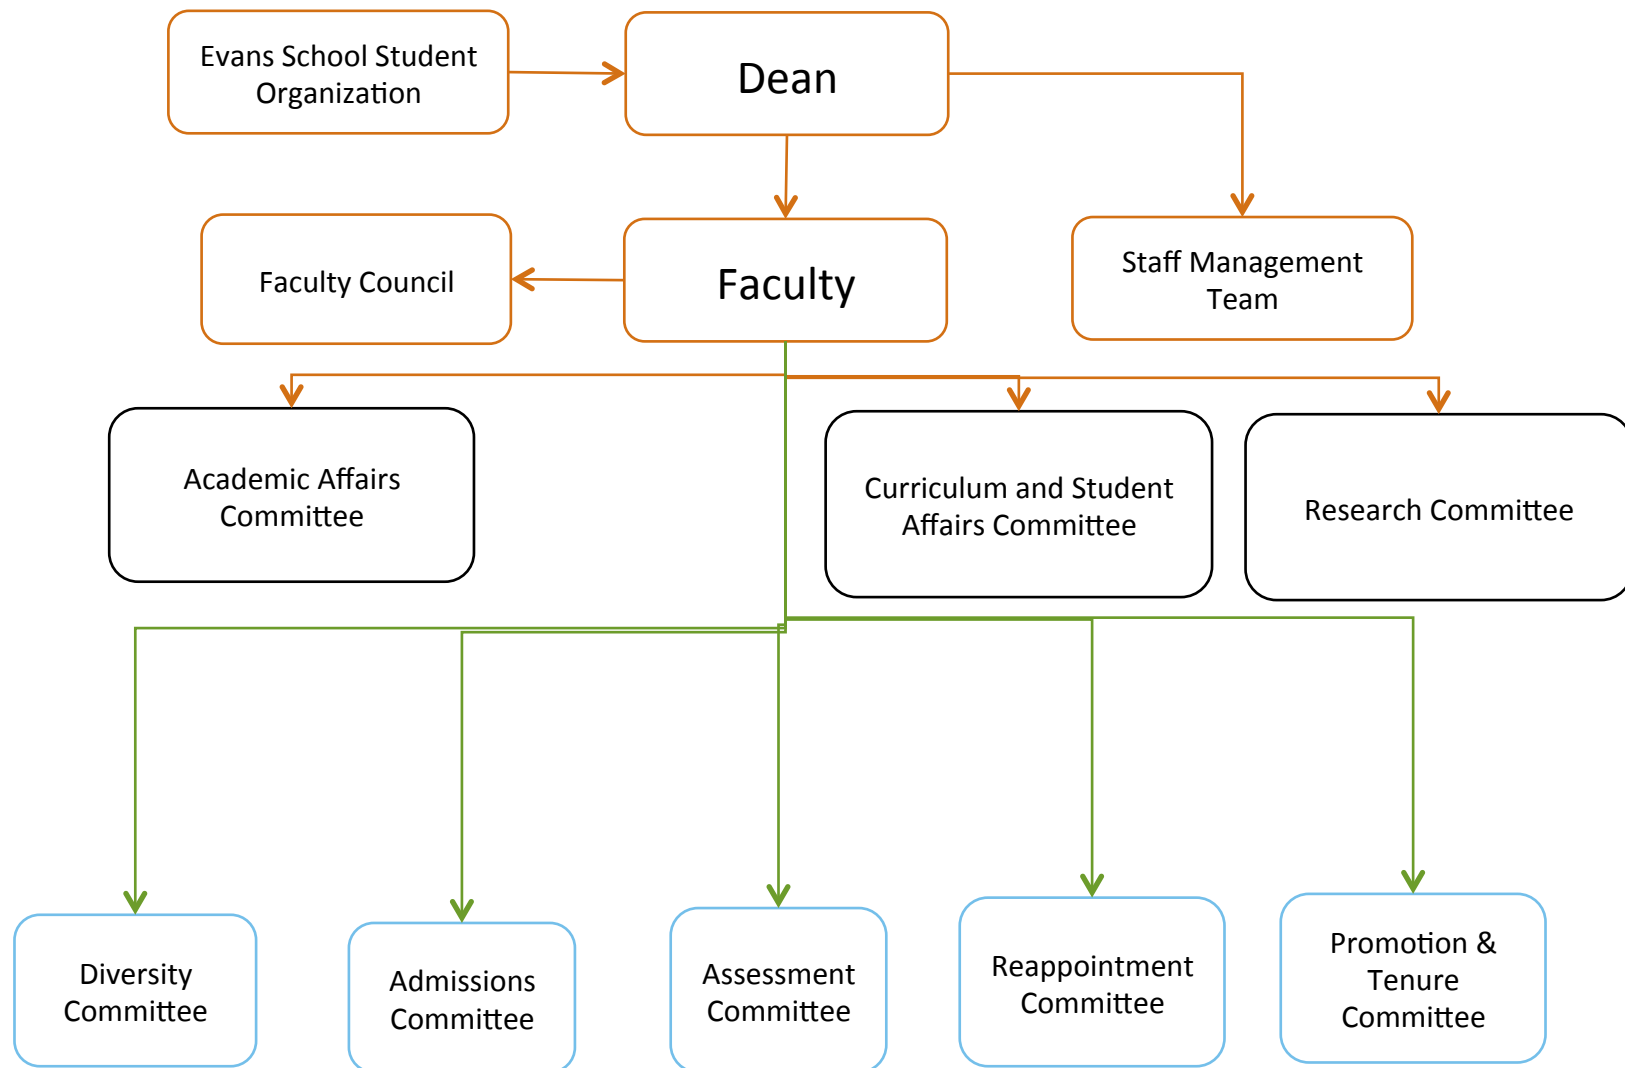 Evans School Student
Organization
Dean
Faculty Council
Faculty
Staff Management
Team
Academic Affairs
Committee
Curriculum and Student
Affairs Committee
Research Committee
Diversity
Committee
Admissions
Committee
Assessment
Committee
Reappointment
Committee
Promotion &
Tenure
Committee